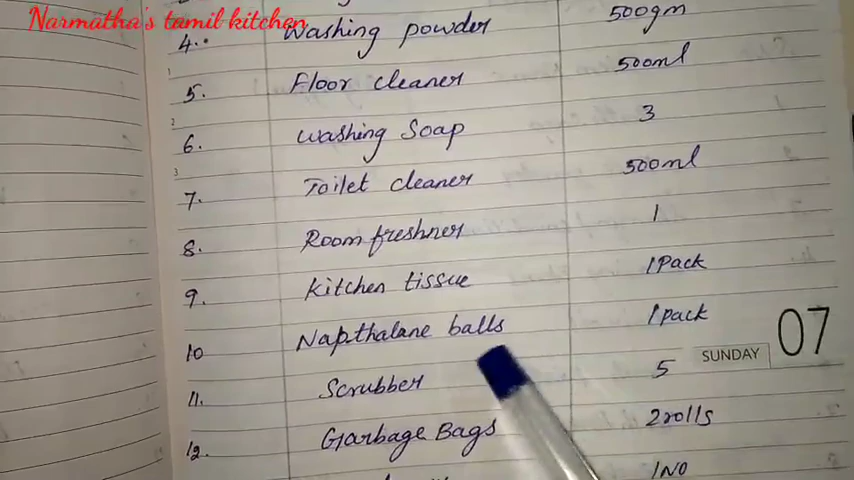 Narmatha's tamil kitchen
4. Washing powder 500gm
5. Floor cleaner 500ml
6. Washing Soap 3
7. Toilet cleaner 500ml
8. Room freshner 1
9. Kitchen tissue 1Pack
10 Napthalane balls 1pack
SUNDAY 07
11. Scrubber 5
12. Garbage Bags 2rolls
1NO